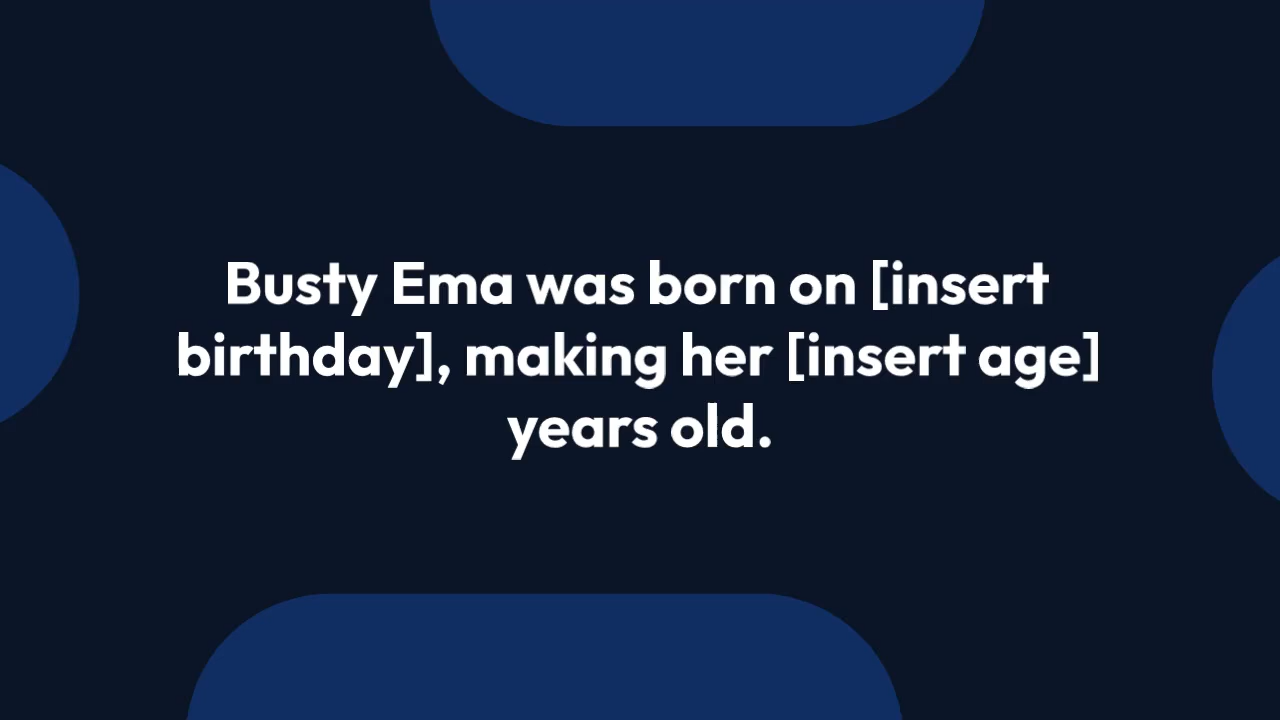 Busty Ema was born on [insert
birthday], making her [insert age]
years old.